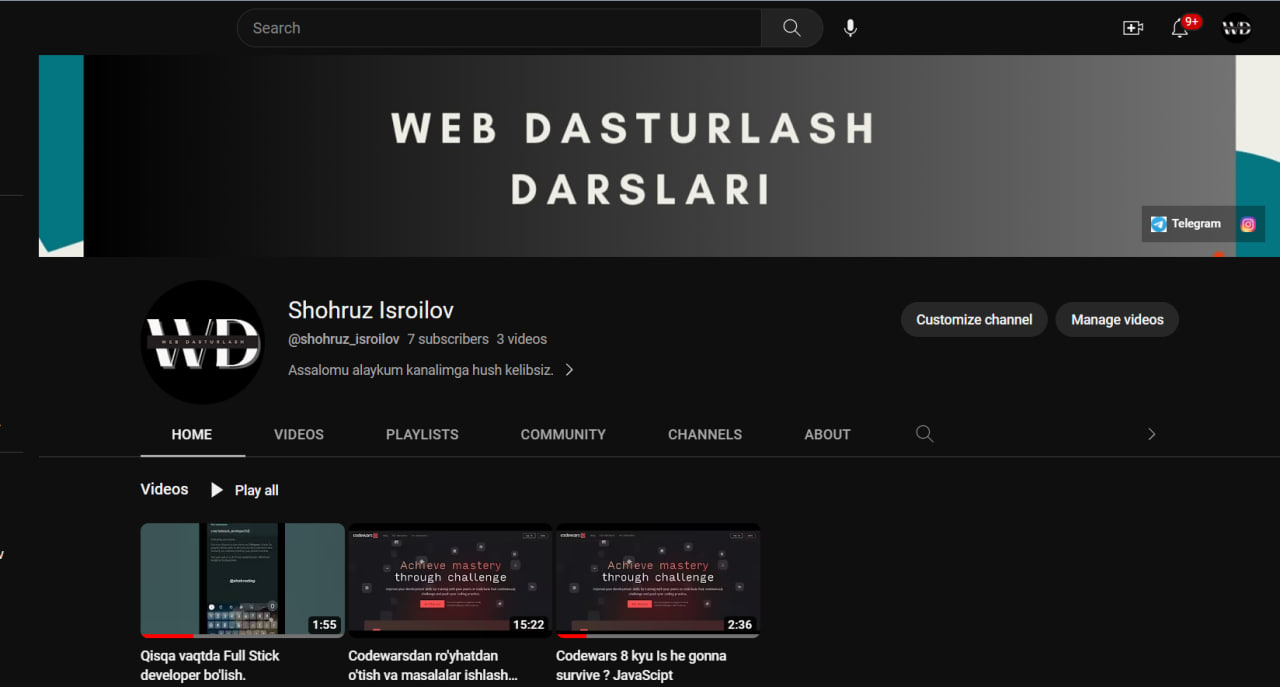 Search
9+
WD
WEB DASTURLASH
DARSLARI
Telegram
WD
WEB DASTURLASH
Shohruz Isroilov
@shohruz_isroilov 7 subscribers 3 videos
Assalomu alaykum kanalimga hush kelibsiz.
Customize channel
Manage videos
HOME VIDEOS PLAYLISTS COMMUNITY CHANNELS ABOUT
Videos Play all
1:55
codewars
Achieve mastery
through challenge
15:22
codewars
Achieve mastery
through challenge
2:36
Qisqa vaqtda Full Stick
developer bo'lish.
Codewarsdan ro'yhatdan
o'tish va masalalar ishlash...
Codewars 8 kyu Is he gonna
survive ? JavaScipt